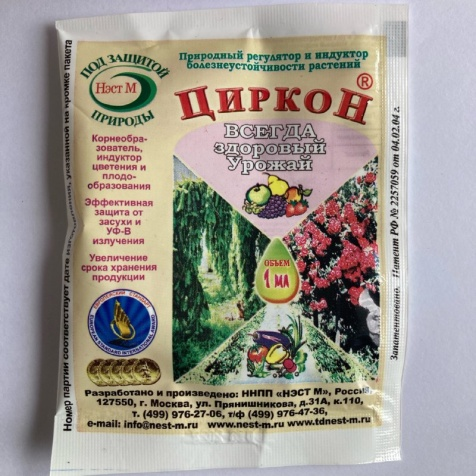 Природный регулятор и индуктор
болезнеустойчивости растений
ПОД ЗАЩИТОЙ
Нэст М
ПРИРОДЫ
ЦИРКОН®
ВСЕГДА
здоровый
Урожай
Корнеобра-
зователь,
индуктор
цветения и
плодо-
образования
Эффективная
защита от
засухи и
УФ-В
излучения
Увеличение
срока хранения
продукции
ОБЪЕМ
1 МЛ
Номер партии соответствует дате указанной на кромке пакета
Запатентовано. Патент РФ № 2257059 от 04.02.04 г.
Разработано и произведено: ННПП «НЭСТ М», Россия
127550, г. Москва, ул. Прянишникова, д.31А, к.110,
т. (499) 976-27-06, т/ф (499) 976-47-36,
e-mail: info@nest-m.ru www.nest-m.ru www.tdnest-m.ru